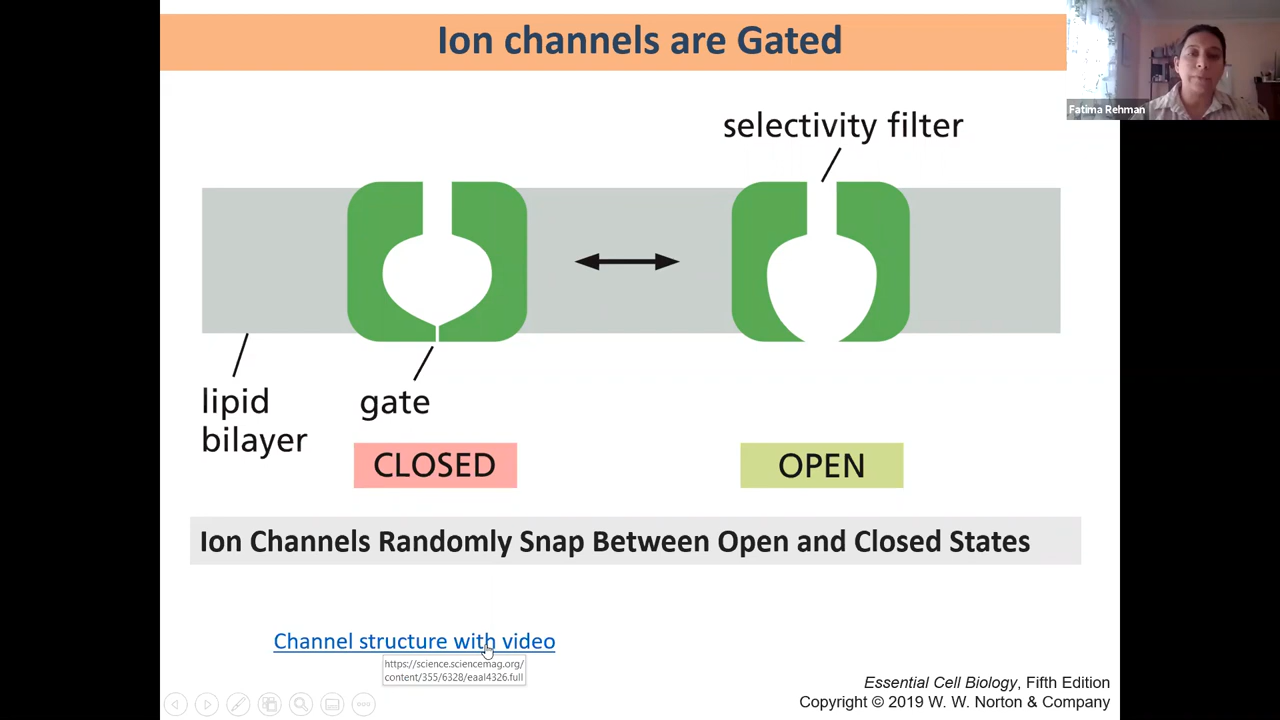 Ion channels are Gated
Fatima Rehman
selectivity filter
lipid
bilayer
gate
CLOSED
OPEN
Ion Channels Randomly Snap Between Open and Closed States
Channel structure with video
https://science.sciencemag.org/
content/355/6328/eaal4326.full
Essential Cell Biology, Fifth Edition
Copyright © 2019 W. W. Norton & Company